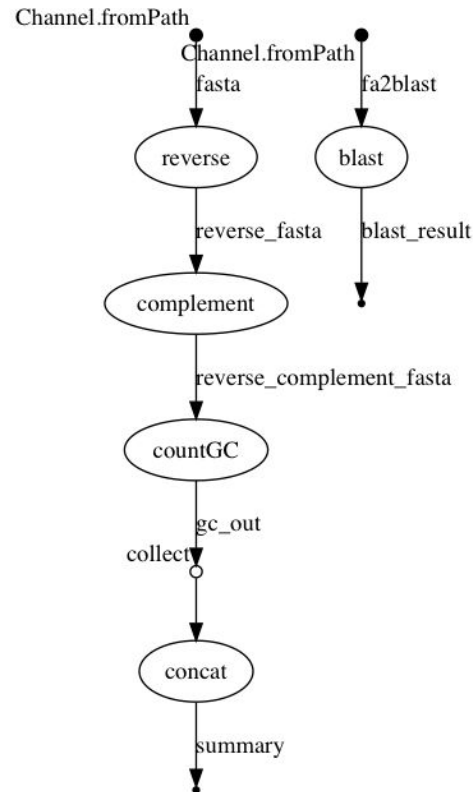 Channel.fromPath
Channel.fromPath
fasta
fa2blast
reverse
blast
reverse_fasta
blast_result
complement
reverse_complement_fasta
countGC
gc_out
collect
concat
summary